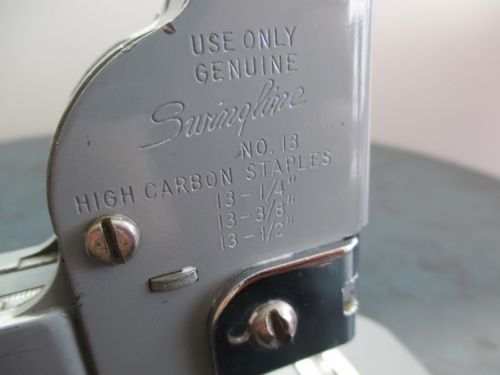 USE ONLY
GENUINE
Swingline
NO. 13
HIGH CARBON STAPLES
13-1/4"
13-3/8"
13-1/2"